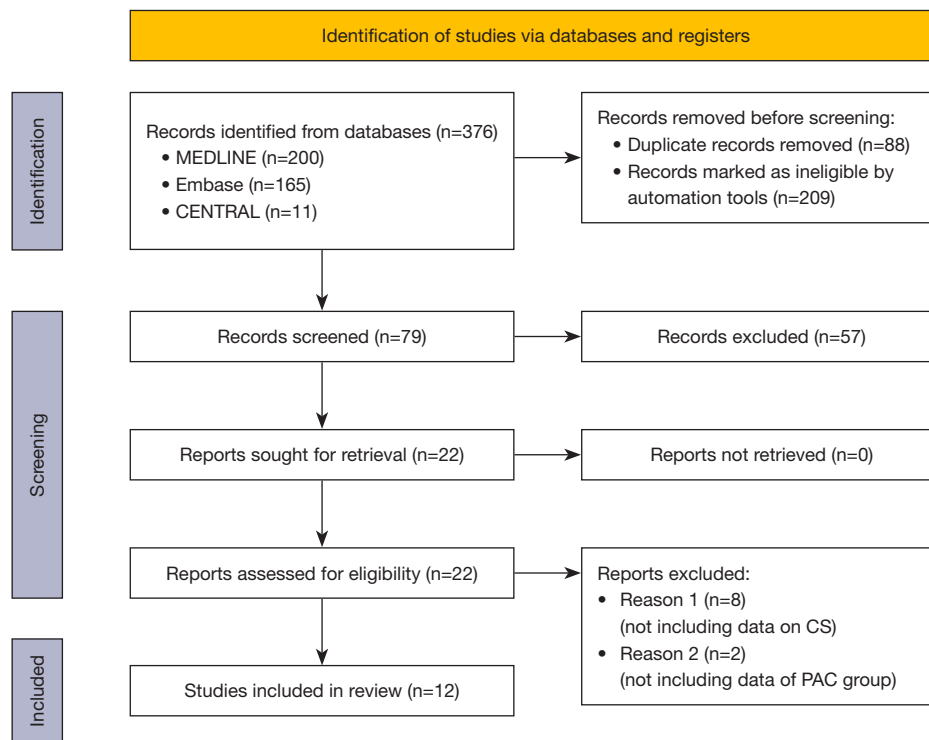 Identification of studies via databases and registers
Identification
Records identified from databases (n=376)
• MEDLINE (n=200)
• Embase (n=165)
• CENTRAL (n=11)
Records removed before screening:
• Duplicate records removed (n=88)
• Records marked as ineligible by
automation tools (n=209)
Screening
Records screened (n=79)
Records excluded (n=57)
Reports sought for retrieval (n=22)
Reports not retrieved (n=0)
Reports assessed for eligibility (n=22)
Reports excluded:
• Reason 1 (n=8)
(not including data on CS)
• Reason 2 (n=2)
(not including data of PAC group)
Included
Studies included in review (n=12)